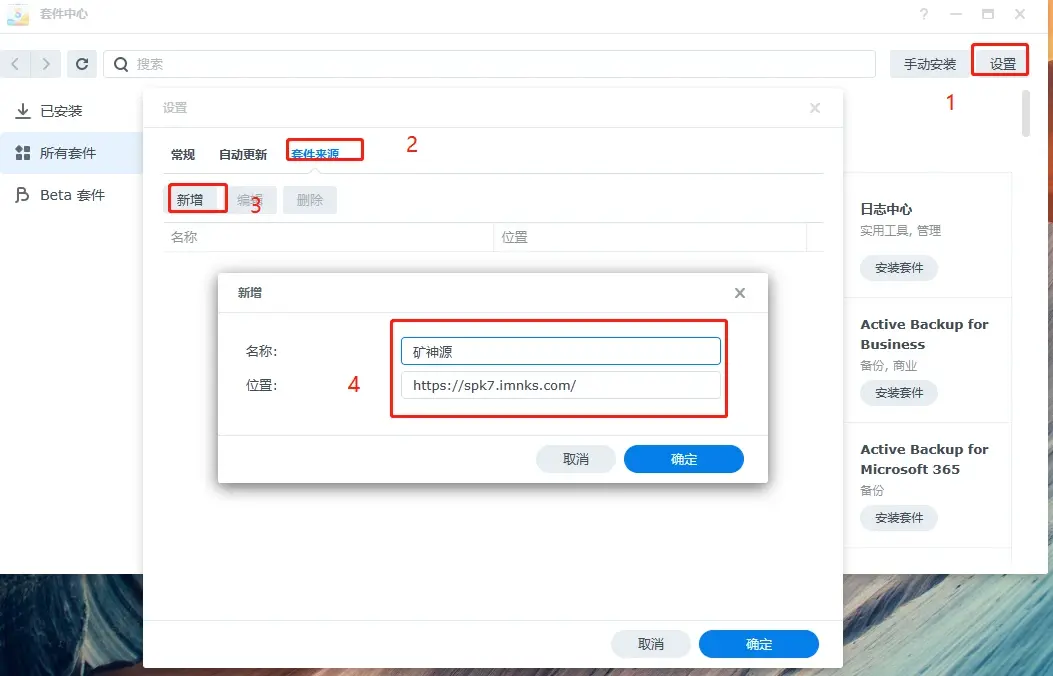 套件中心
搜索
手动安装
设置
1
已安装
所有套件
Beta 套件
设置
常规
自动更新
套件来源
2
新增
编辑
删除
3
名称
位置
新增
名称:
矿神源
位置:
https://spk7.imnks.com/
4
取消
确定
日志中心
实用工具, 管理
安装套件
Active Backup for
Business
备份, 商业
安装套件
Active Backup for
Microsoft 365
备份
安装套件
取消
确定